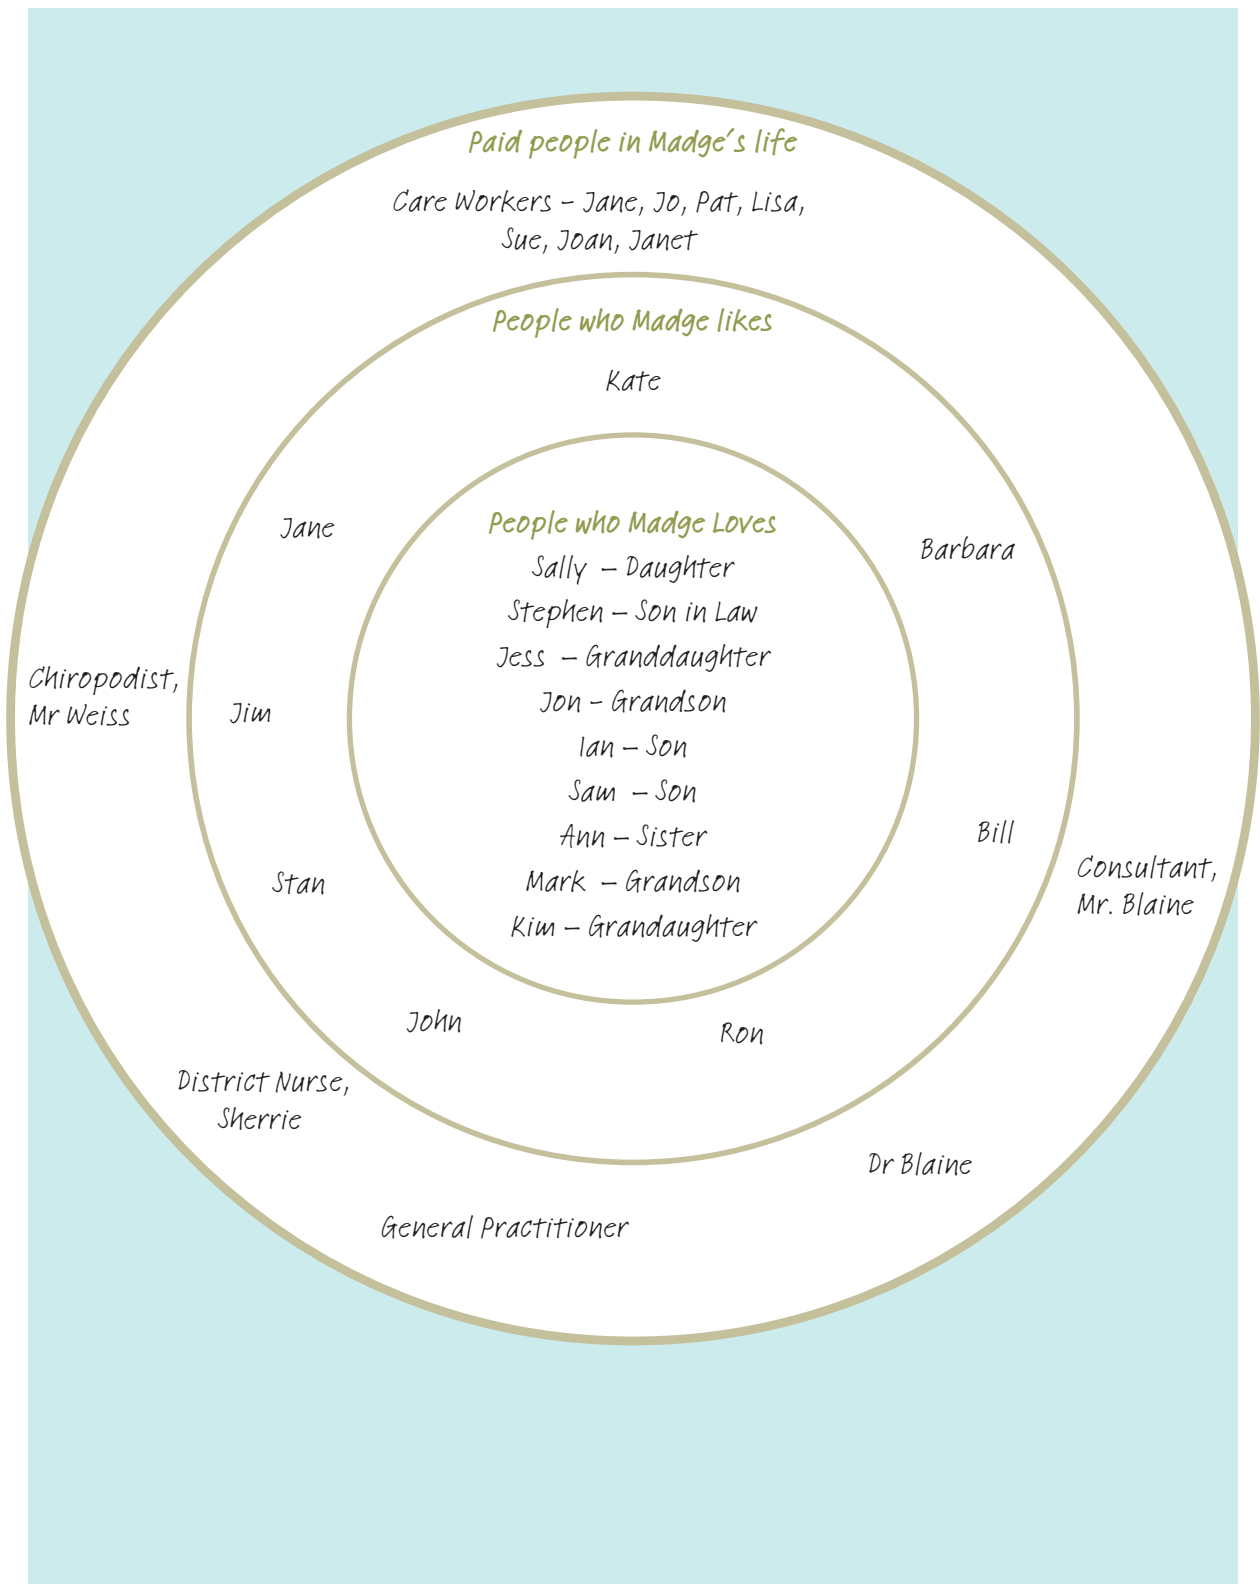 Paid people in Madge's life
Care Workers – Jane, Jo, Pat, Lisa,
Sue, Joan, Janet
People who Madge likes
Kate
Jane
Barbara
People who Madge Loves
Sally – Daughter
Stephen – Son in Law
Jess – Granddaughter
Jon – Grandson
Ian – Son
Sam – Son
Ann – Sister
Mark – Grandson
Kim – Grandaughter
Chiropodist,
Mr Weiss
Jim
Stan
Bill
Consultant,
Mr. Blaine
John
Ron
District Nurse,
Sherrie
Dr Blaine
General Practitioner